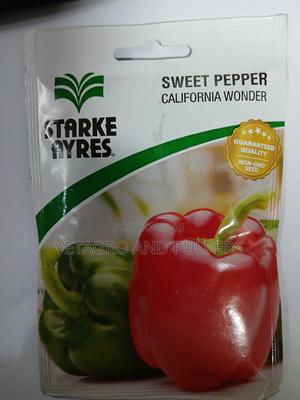 SWEET PEPPER
CALIFORNIA WONDER
STARKE
AYRES®
GUARANTEED
QUALITY
NON-GMO
SEED
VETAGRO AND PULPERS